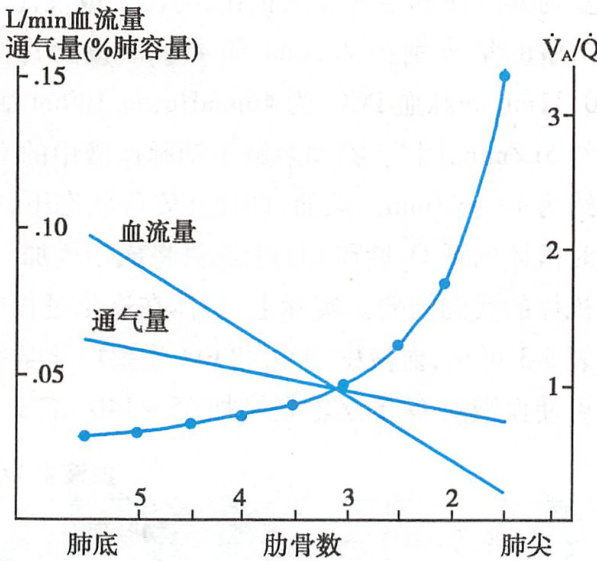 L/min血流量
通气量(%肺容量)
V̇A/Q̇
.15
.10
.05
血流量
通气量
3
2
1
5 4 3 2
肺底 肋骨数 肺尖